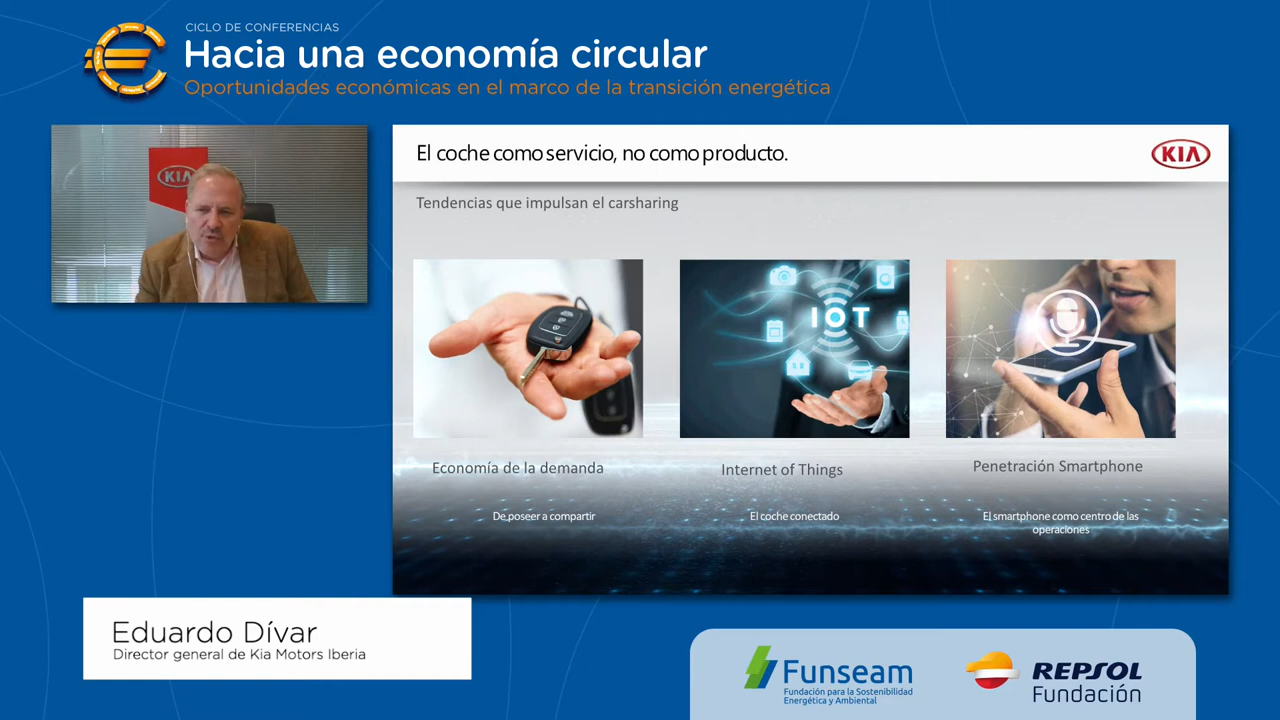 CICLO DE CONFERENCIAS
Hacia una economía circular
Oportunidades económicas en el marco de la transición energética
KIA
El coche como servicio, no como producto.
KIA
Tendencias que impulsan el carsharing
IOT
Economía de la demanda
Internet of Things
Penetración Smartphone
De poseer a compartir
El coche conectado
El smartphone como centro de las
operaciones
Eduardo Dívar
Director general de Kia Motors Iberia
Funseam
Fundación para la Sostenibilidad
Energética y Ambiental
REPSOL
Fundación